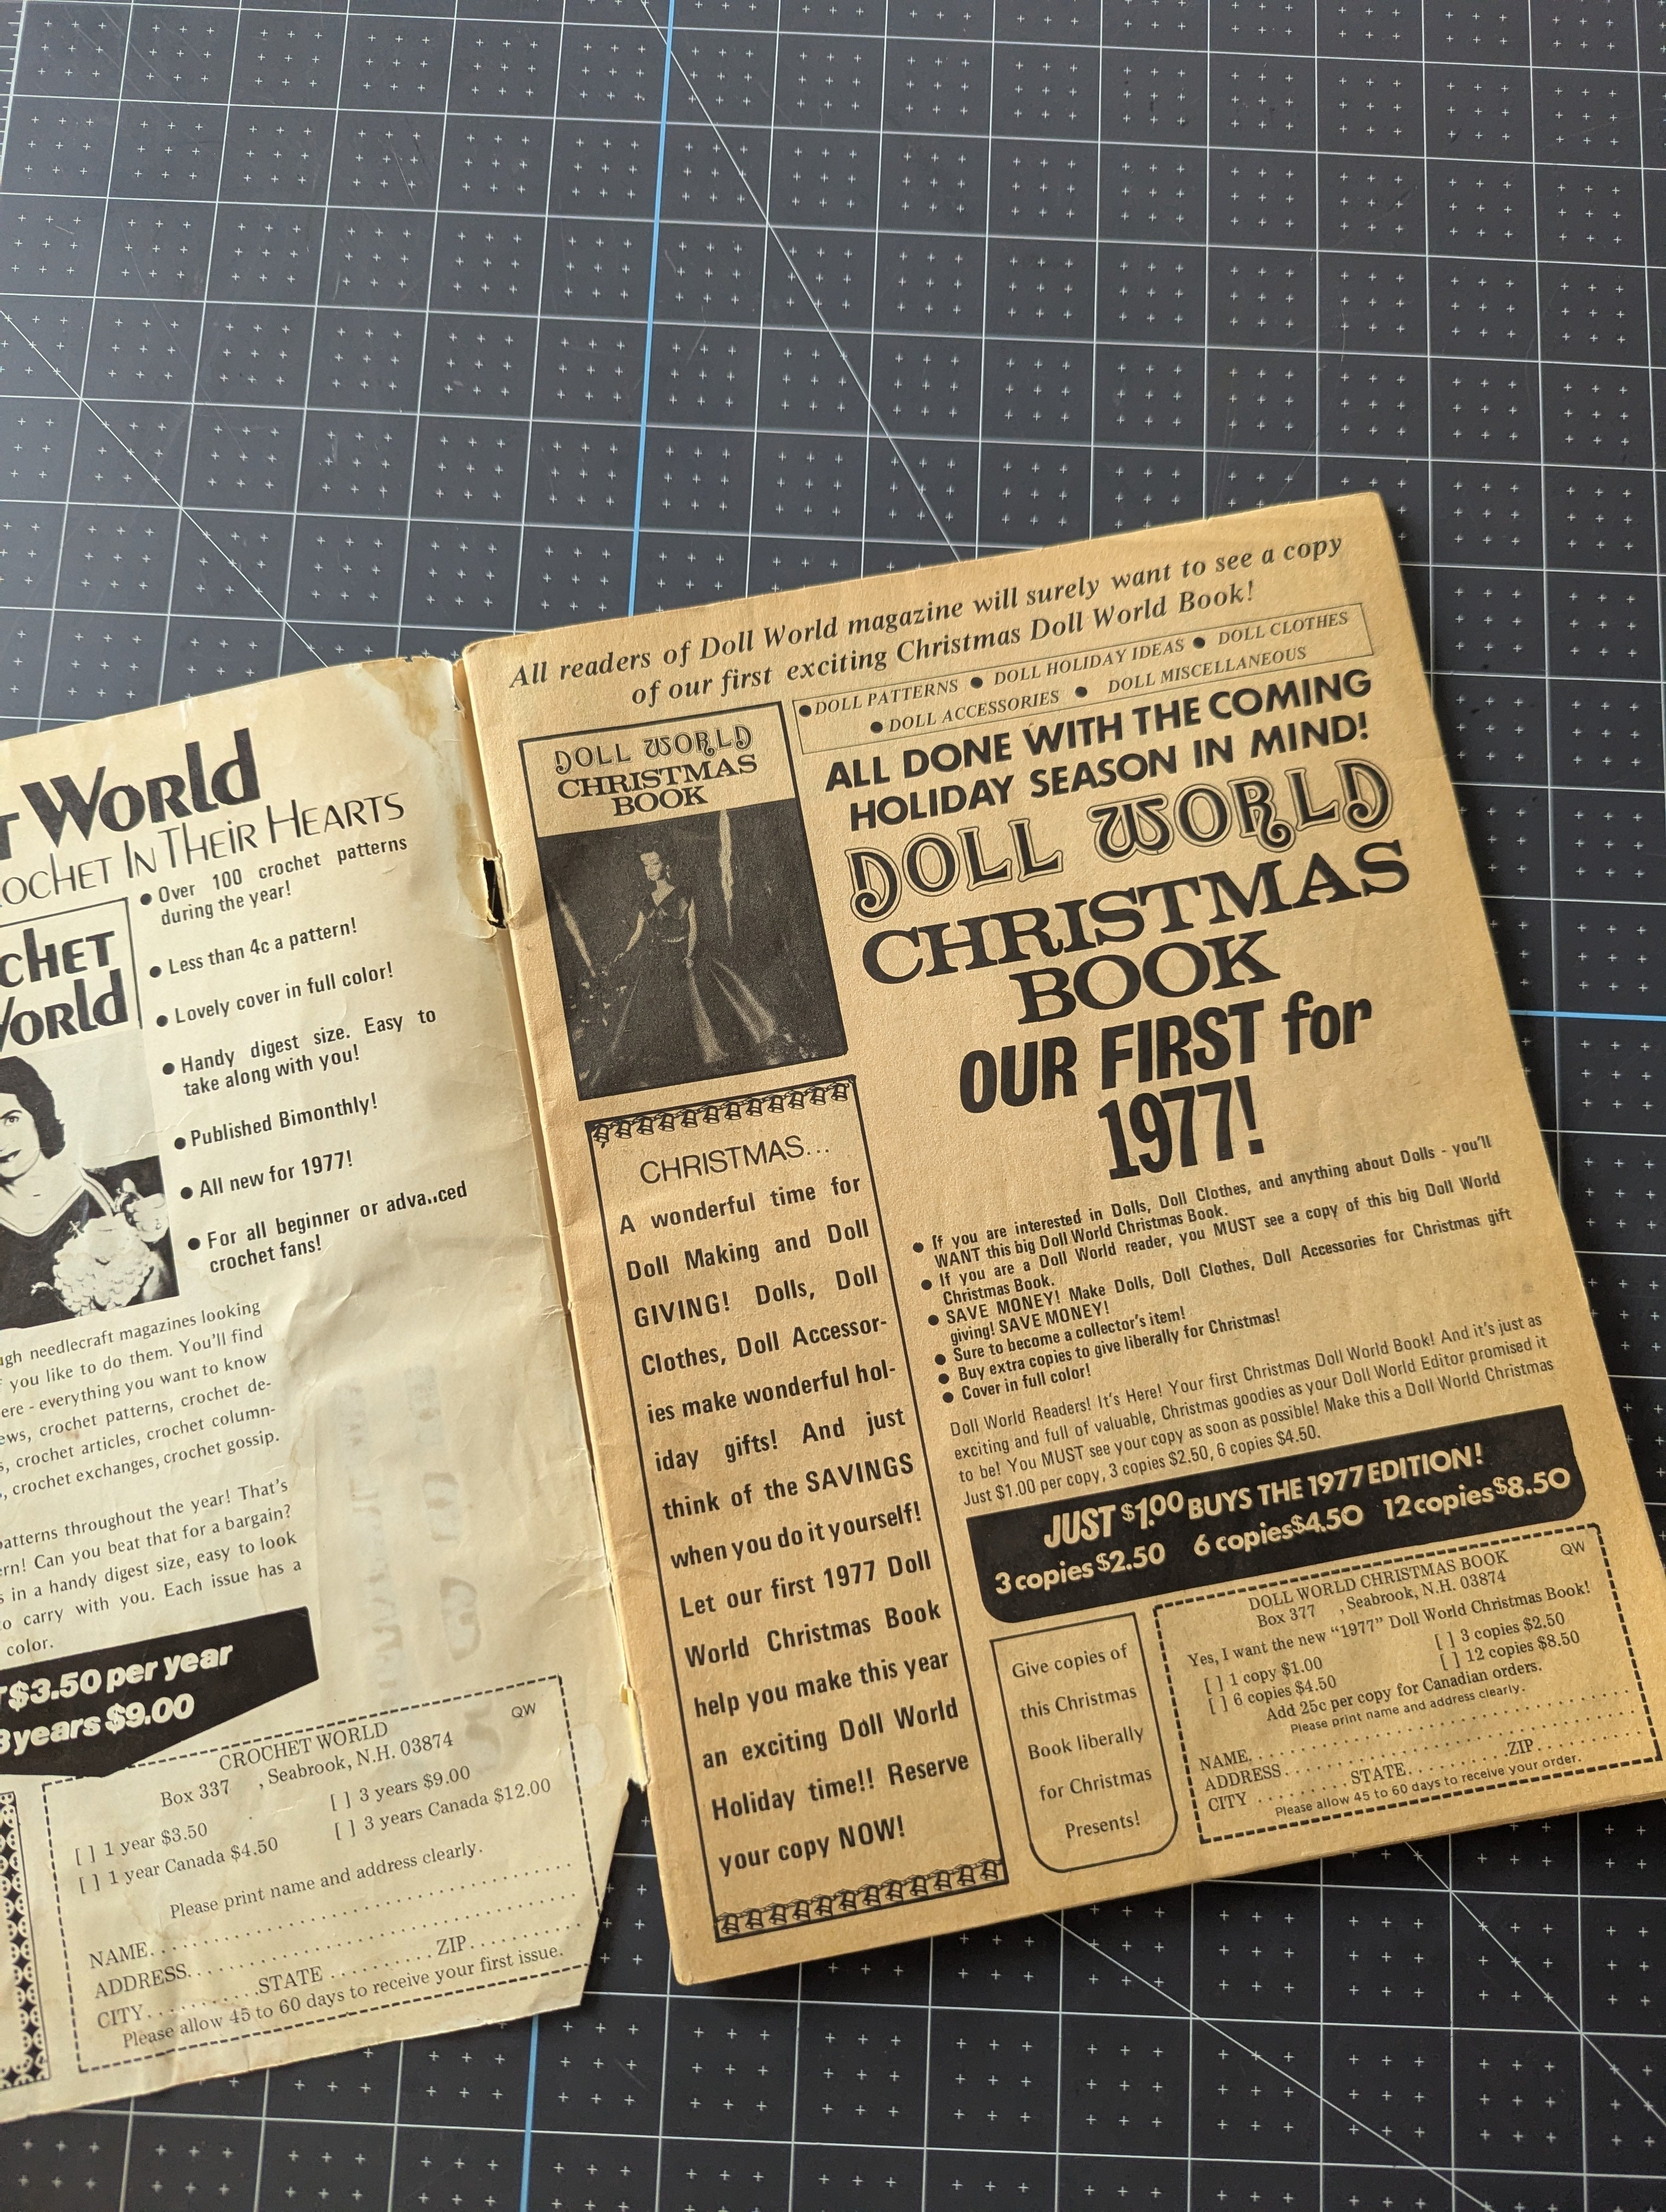 World
IN THEIR HEARTS
• Over 100 crochet patterns
during the year!
• Less than 4c a pattern!
• Lovely cover in full color!
• Handy digest size. Easy to
take along with you!
• Published Bimonthly!
• All new for 1977!
• For all beginner or adva..ced
crochet fans!
World
needlecraft magazines looking
you like to do them. You'll find
ere - everything you want to know
ews, crochet patterns, crochet de-
, crochet articles, crochet column-
, crochet exchanges, crochet gossip.
patterns throughout the year! That's
ern! Can you beat that for a bargain?
s in a handy digest size, easy to look
to carry with you. Each issue has a
color.
$3.50 per year
3 years $9.00
CROCHET WORLD QW
Box 337 , Seabrook, N.H. 03874
[ ] 1 year $3.50 [ ] 3 years $9.00
[ ] 1 year Canada $4.50 [ ] 3 years Canada $12.00
Please print name and address clearly.
NAME
ADDRESS
CITY STATE ZIP
Please allow 45 to 60 days to receive your first issue.
All readers of Doll World magazine will surely want to see a copy
of our first exciting Christmas Doll World Book!
• DOLL PATTERNS • DOLL HOLIDAY IDEAS • DOLL CLOTHES
• DOLL ACCESSORIES • DOLL MISCELLANEOUS
DOLL WORLD
CHRISTMAS
BOOK
ALL DONE WITH THE COMING
HOLIDAY SEASON IN MIND!
DOLL WORLD
CHRISTMAS
BOOK
OUR FIRST for
1977!
CHRISTMAS...
A wonderful time for
Doll Making and Doll
GIVING! Dolls, Doll
Clothes, Doll Accessor-
ies make wonderful hol-
iday gifts! And just
think of the SAVINGS
when you do it yourself!
Let our first 1977 Doll
World Christmas Book
help you make this year
an exciting Doll World
Holiday time!! Reserve
your copy NOW!
• If you are interested in Dolls, Doll Clothes, and anything about Dolls - you'll
WANT this big Doll World Christmas Book.
• If you are a Doll World reader, you MUST see a copy of this big Doll World
Christmas Book.
• SAVE MONEY! Make Dolls, Doll Clothes, Doll Accessories for Christmas gift
giving! SAVE MONEY!
• Sure to become a collector's item!
• Buy extra copies to give liberally for Christmas!
• Cover in full color!
Doll World Readers! It's Here! Your first Christmas Doll World Book! And it's just as
exciting and full of valuable, Christmas goodies as your Doll World Editor promised it
to be! You MUST see your copy as soon as possible! Make this a Doll World Christmas
Just $1.00 per copy, 3 copies $2.50, 6 copies $4.50.
JUST $1.00 BUYS THE 1977 EDITION!
3 copies $2.50 6 copies $4.50 12 copies $8.50
Give copies of
this Christmas
Book liberally
for Christmas
Presents!
DOLL WORLD CHRISTMAS BOOK QW
Box 377 , Seabrook, N.H. 03874
Yes, I want the new "1977" Doll World Christmas Book!
[ ] 1 copy $1.00 [ ] 3 copies $2.50
[ ] 6 copies $4.50 [ ] 12 copies $8.50
Add 25c per copy for Canadian orders.
Please print name and address clearly.
NAME
ADDRESS
CITY STATE ZIP
Please allow 45 to 60 days to receive your order.